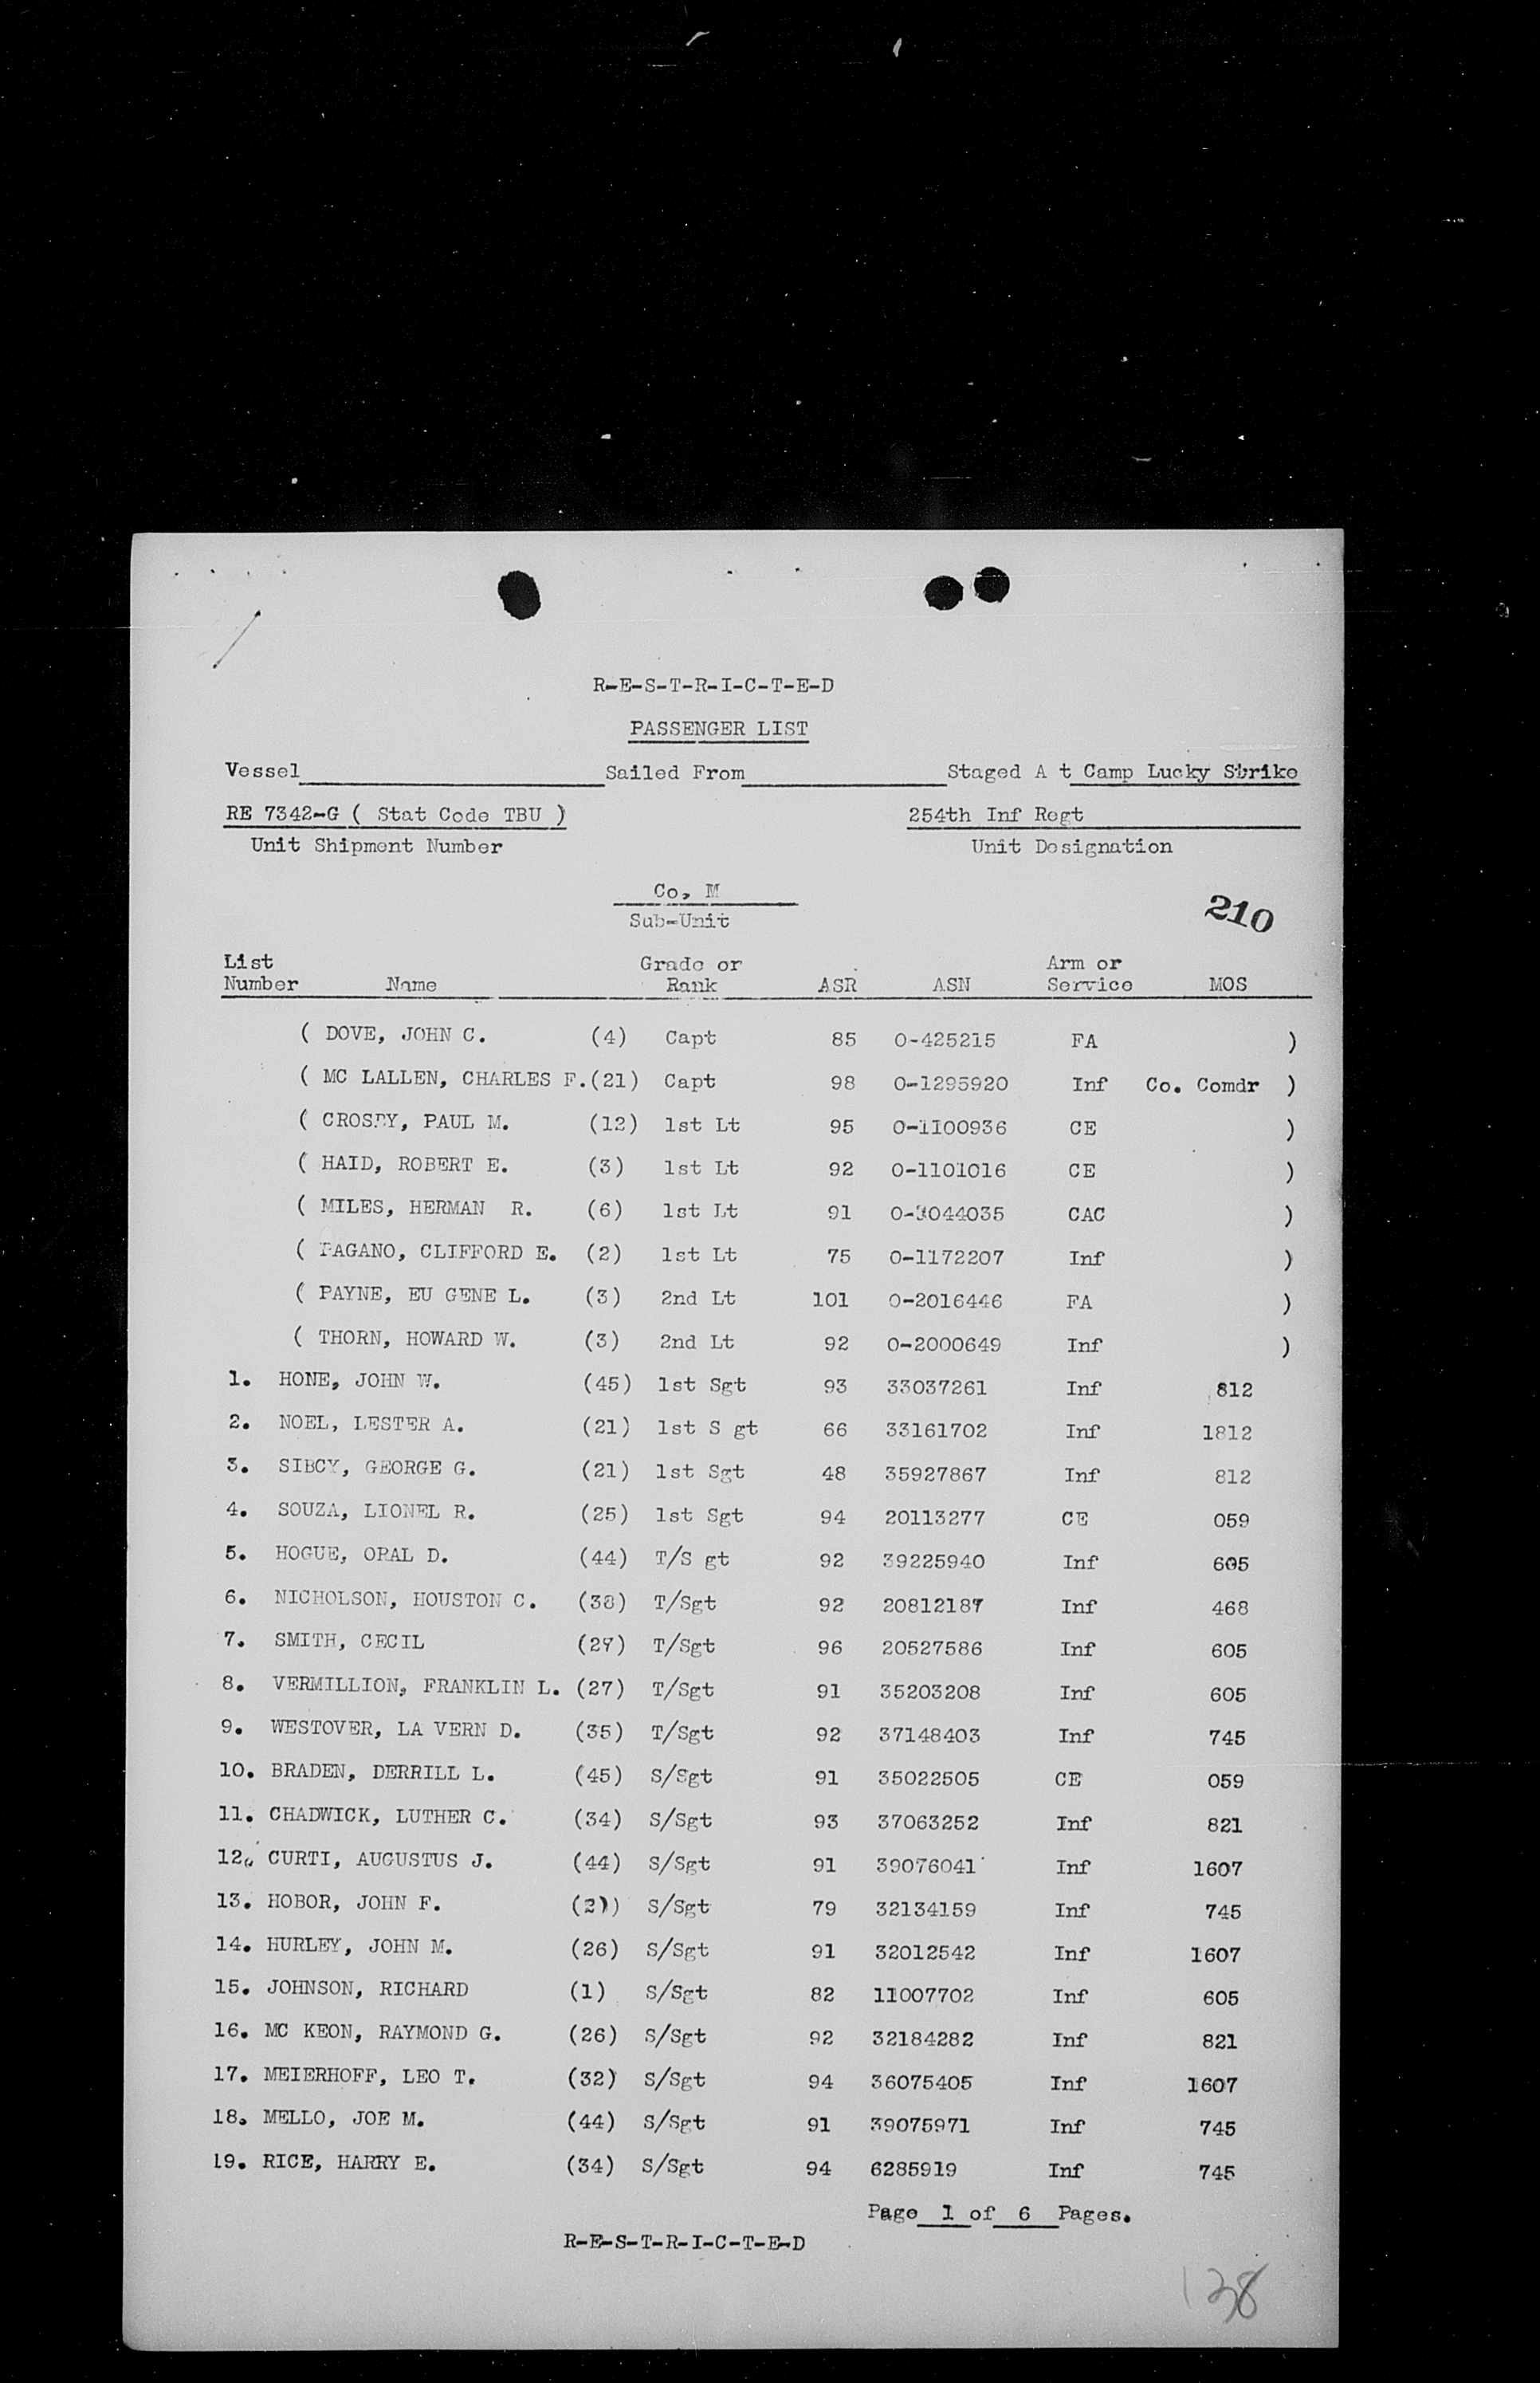 R-E-S-T-R-I-C-T-E-D
PASSENGER LIST
Vessel Sailed From Staged A t Camp Lucky Strike
RE 7342-G ( Stat Code TBU ) 254th Inf Regt
Unit Shipment Number Unit Designation
Co. M
210
Sub-Unit
List Grade or Arm or
Number Name Rank ASR ASN Service MOS
( DOVE, JOHN C. (4) Capt 85 O-425215 FA )
( MC LALLEN, CHARLES F. (21) Capt 98 O-1295920 Inf Co. Comdr )
( CROSBY, PAUL M. (12) 1st Lt 95 O-1100936 CE )
( HAID, ROBERT E. (3) 1st Lt 92 O-1101016 CE )
( MILES, HERMAN R. (6) 1st Lt 91 CAC )
( PAGANO, CLIFFORD E. (2) 1st Lt 75 O-1172207 Inf )
( PAYNE, EU GENE L. (3) 2nd Lt 101 O-2016446 FA )
( THORN, HOWARD W. (3) 2nd Lt 92 O-2000649 Inf )
1. HONE, JOHN W. (45) 1st Sgt 93 33037261 Inf 812
2. NOEL, LESTER A. (21) 1st S gt 66 33161702 Inf 1812
3. SIBCY, GEORGE G. (21) 1st Sgt 48 35927867 Inf 812
4. SOUZA, LIONEL R. (25) 1st Sgt 94 20113277 CE 059
5. HOGUE, OPAL D. (44) T/S gt 92 39225940 Inf 605
6. NICHOLSON, HOUSTON C. (38) T/Sgt 92 20812187 Inf 468
7. SMITH, CECIL (27) T/Sgt 96 20527586 Inf 605
8. VERMILLION, FRANKLIN L. (27) T/Sgt 91 35203208 Inf 605
9. WESTOVER, LA VERN D. (35) T/Sgt 92 37148403 Inf 745
10. BRADEN, DERRILL L. (45) S/Sgt 91 35022505 CE 059
11. CHADWICK, LUTHER C. (34) S/Sgt 93 37063252 Inf 821
12. CURTI, AUGUSTUS J. (44) S/Sgt 91 39076041 Inf 1607
13. HOBOR, JOHN F. S/Sgt 79 32134159 Inf 745
14. HURLEY, JOHN M. (26) S/Sgt 91 32012542 Inf 1607
15. JOHNSON, RICHARD (1) S/Sgt 82 11007702 Inf 605
16. MC KEON, RAYMOND G. (26) S/Sgt 92 32184282 Inf 821
17. MEIERHOFF, LEO T. (32) S/Sgt 94 36075405 Inf 1607
18. MELLO, JOE M. (44) S/Sgt 91 39075971 Inf 745
19. RICE, HARRY E. (34) S/Sgt 94 6285919 Inf 745
Page 1 of 6 Pages.
R-E-S-T-R-I-C-T-E-D
138